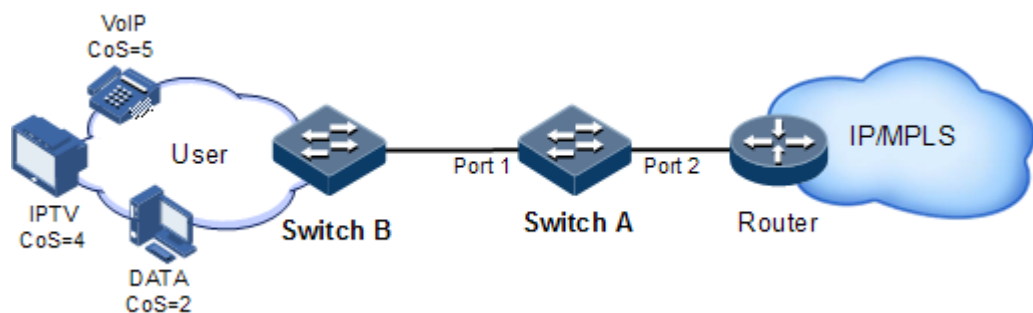 VoIP
CoS=5
User
IPTV
CoS=4
DATA
CoS=2
Switch B
Port 1
Switch A
Port 2
Router
IP/MPLS